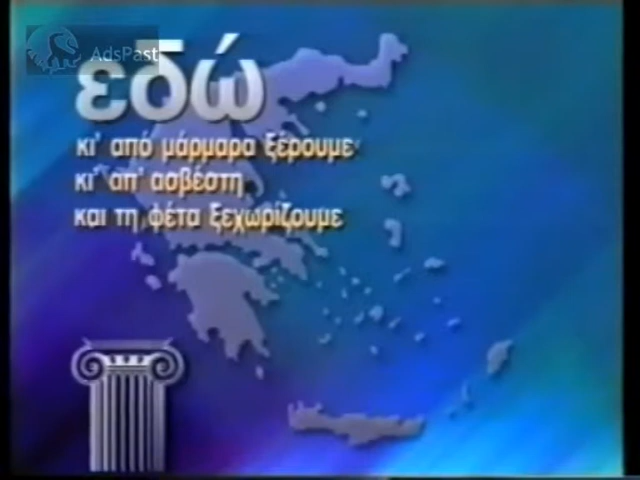 AdsPast
εδώ
κι' από μάρμαρα ξέρουμε
κι' απ' ασβέστη
και τη φέτα ξεχωρίζουμε